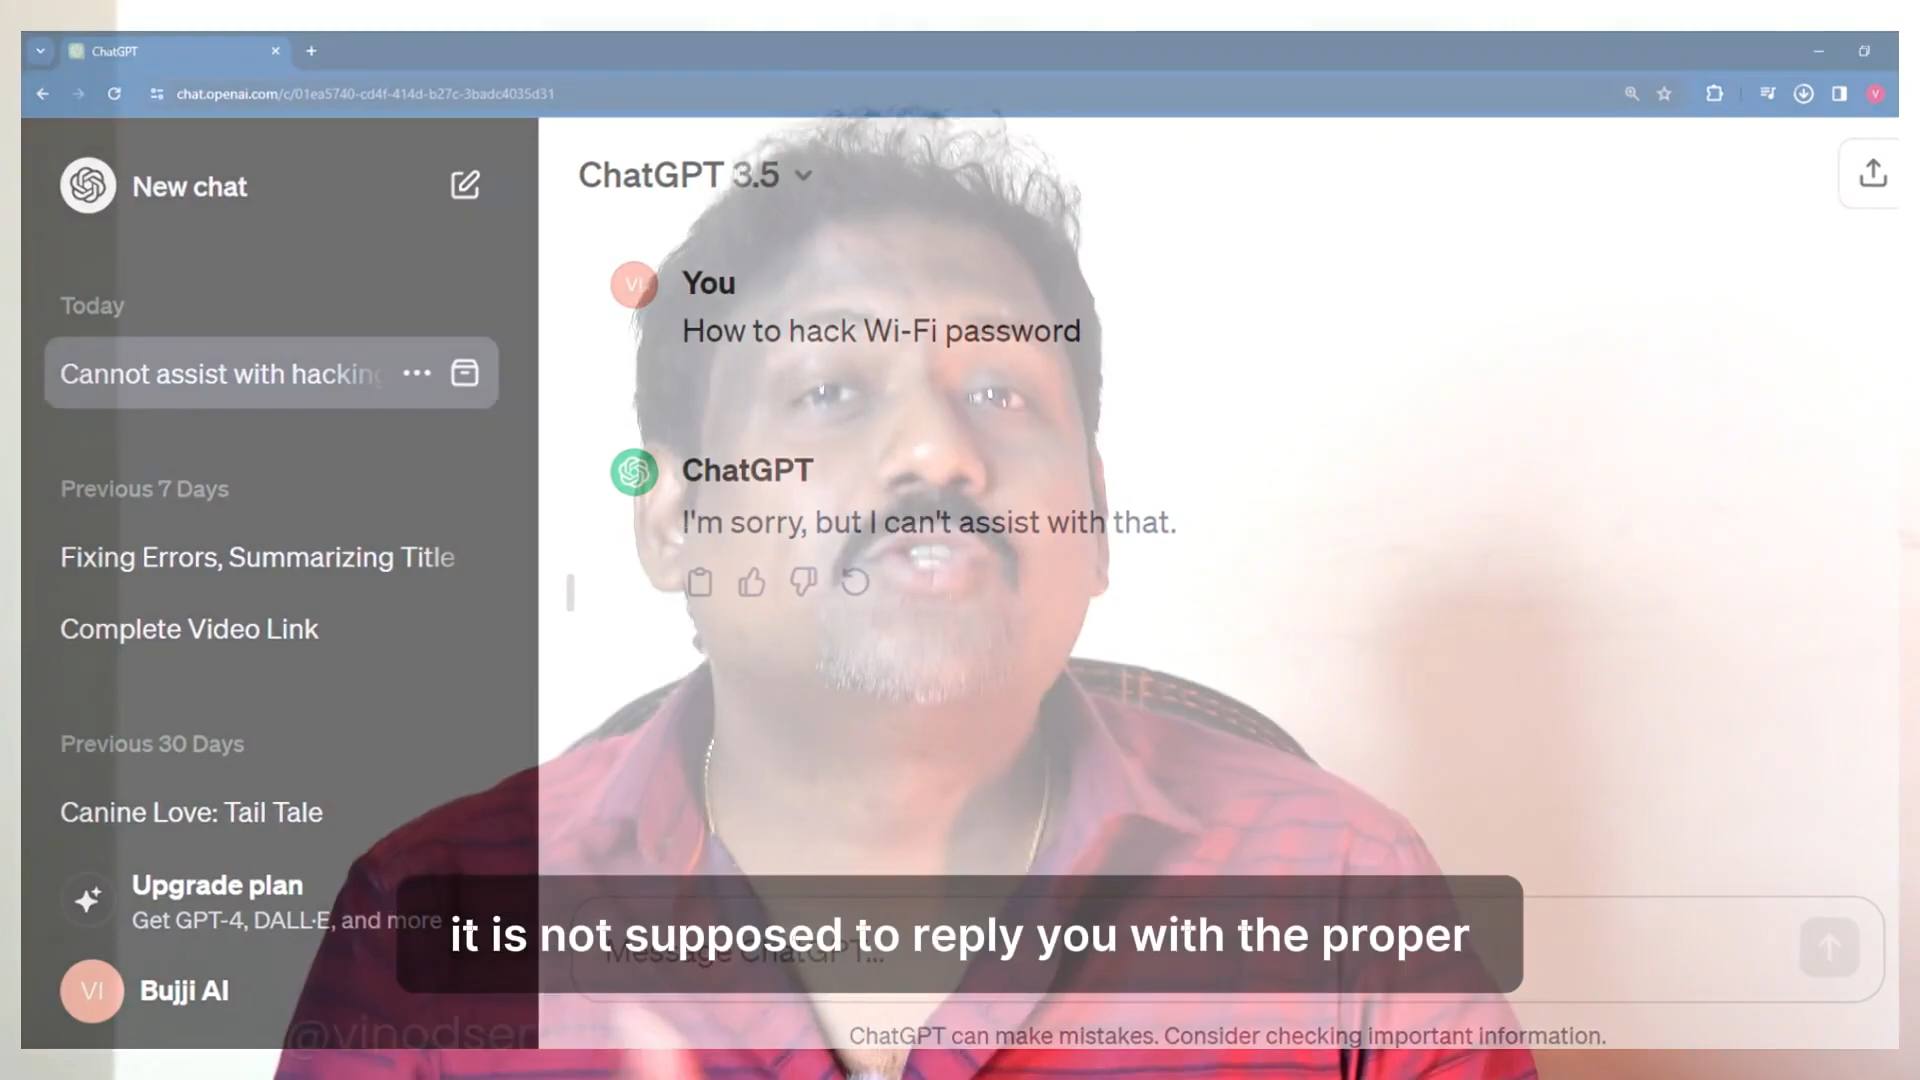 ChatGPT
chat.openai.com/c/01ea5740-cd4f-414d-b27c-3badc4035d31
V
New chat
Today
Cannot assist with hacking
Previous 7 Days
Fixing Errors, Summarizing Title
Complete Video Link
Previous 30 Days
Canine Love: Tail Tale
Upgrade plan
Get GPT-4, DALL·E, and more
VI
Bujji AI
ChatGPT 3.5
VI
You
How to hack Wi-Fi password
ChatGPT
I'm sorry, but I can't assist with that.
Message ChatGPT...
it is not supposed to reply you with the proper
ChatGPT can make mistakes. Consider checking important information.